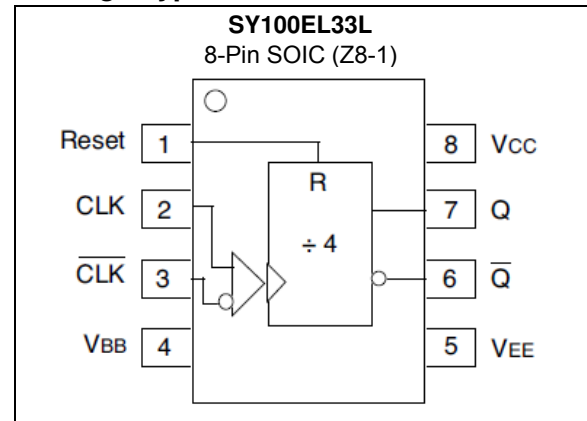 SY100EL33L
8-Pin SOIC (Z8-1)
Reset 1
8 VCC
R
CLK 2
7 Q
÷ 4
C̅L̅K̅ 3
6 Q̅
VBB 4
5 VEE